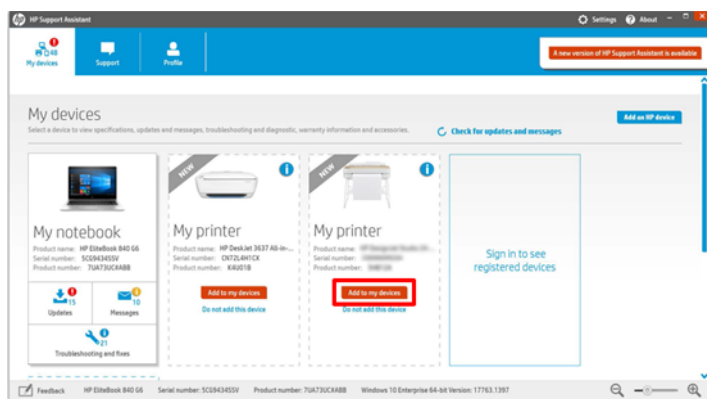 HP Support Assistant
Settings
About
48
My devices
Support
Profile
A new version of HP Support Assistant is available
My devices
Select a device to view specifications, updates and messages, troubleshooting and diagnostic, warranty information and accessories.
Check for updates and messages
Add an HP device
My notebook
Product name: HP EliteBook 840 G6
Serial number: SCG9434SSV
Product number: 7UA73UCKABB
15
Updates
10
Messages
21
Troubleshooting and fixes
NEW
My printer
Product name: HP DeskJet 3637 All-in-...
Serial number: CN72L4H1CK
Product number: K4U01B
Add to my devices
Do not add this device
NEW
My printer
Product name:
Serial number:
Product number:
Add to my devices
Do not add this device
Sign in to see
registered devices
Feedback
HP EliteBook 840 G6
Serial number: SCG9434SSV
Product number: 7UA73UCKABB
Windows 10 Enterprise 64-bit Version: 17763.1397